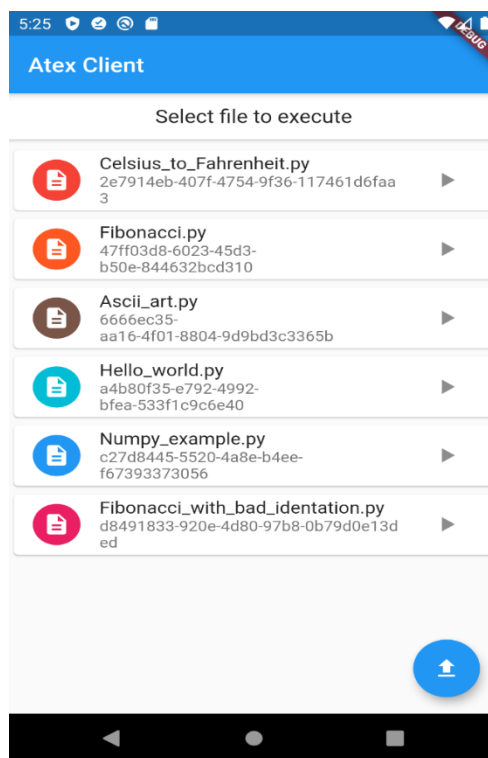 5:25
DEBUG
Atex Client
Select file to execute
Celsius_to_Fahrenheit.py
2e7914eb-407f-4754-9f36-117461d6faa
3
Fibonacci.py
47ff03d8-6023-45d3-
b50e-844632bcd310
Ascii_art.py
6666ec35-
aa16-4f01-8804-9d9bd3c3365b
Hello_world.py
a4b80f35-e792-4992-
bfea-533f1c9c6e40
Numpy_example.py
c27d8445-5520-4a8e-b4ee-
f67393373056
Fibonacci_with_bad_identation.py
d8491833-920e-4d80-97b8-0b79d0e13d
ed